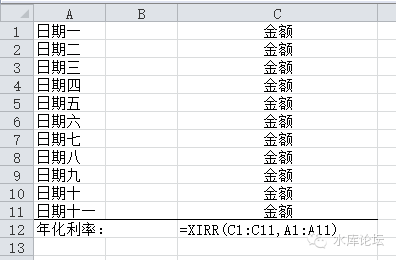 A B C
1 日期一 金额
2 日期二 金额
3 日期三 金额
4 日期四 金额
5 日期五 金额
6 日期六 金额
7 日期七 金额
8 日期八 金额
9 日期九 金额
10 日期十 金额
11 日期十一 金额
12 年化利率: =XIRR(C1:C11,A1:A11)
13
水库论坛